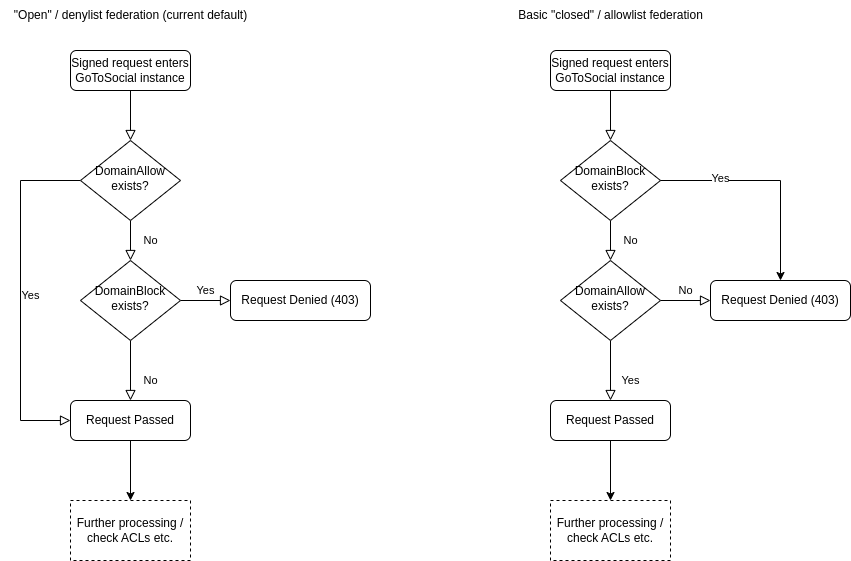 "Open" / denylist federation (current default)
Signed request enters
GoToSocial instance
DomainAllow
exists?
No
Yes
DomainBlock
exists?
Yes
Request Denied (403)
No
Request Passed
Further processing /
check ACLs etc.
Basic "closed" / allowlist federation
Signed request enters
GoToSocial instance
DomainBlock
exists?
Yes
No
DomainAllow
exists?
No
Request Denied (403)
Yes
Request Passed
Further processing /
check ACLs etc.